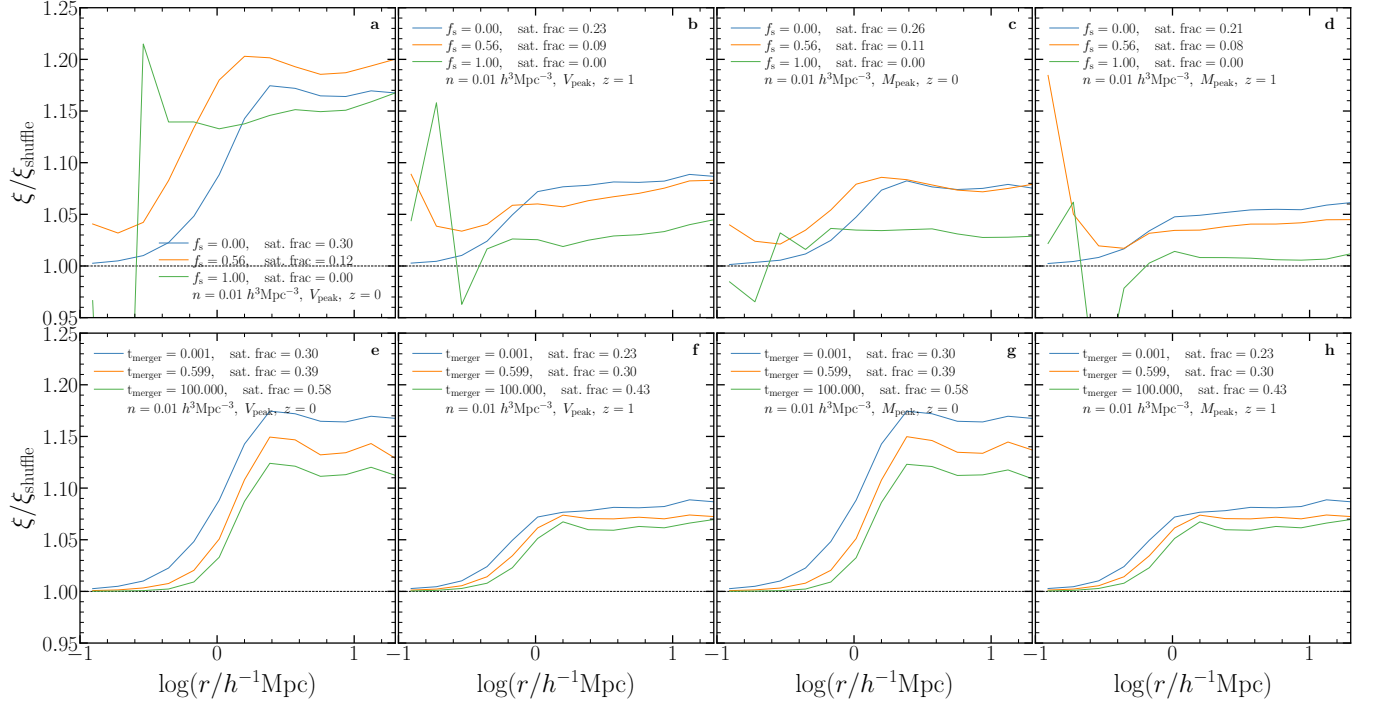 1.25
1.20
1.15
1.10
1.05
1.00
0.95
ξ/ξshuffle
a
fs = 0.00, sat. frac = 0.30
fs = 0.56, sat. frac = 0.12
fs = 1.00, sat. frac = 0.00
n = 0.01 h³Mpc⁻³, Vpeak, z = 0
b
fs = 0.00, sat. frac = 0.23
fs = 0.56, sat. frac = 0.09
fs = 1.00, sat. frac = 0.00
n = 0.01 h³Mpc⁻³, Vpeak, z = 1
c
fs = 0.00, sat. frac = 0.26
fs = 0.56, sat. frac = 0.11
fs = 1.00, sat. frac = 0.00
n = 0.01 h³Mpc⁻³, Mpeak, z = 0
d
fs = 0.00, sat. frac = 0.21
fs = 0.56, sat. frac = 0.08
fs = 1.00, sat. frac = 0.00
n = 0.01 h³Mpc⁻³, Mpeak, z = 1
1.25
1.20
1.15
1.10
1.05
1.00
0.95
ξ/ξshuffle
e
tmerger = 0.001, sat. frac = 0.30
tmerger = 0.599, sat. frac = 0.39
tmerger = 100.000, sat. frac = 0.58
n = 0.01 h³Mpc⁻³, Vpeak, z = 0
f
tmerger = 0.001, sat. frac = 0.23
tmerger = 0.599, sat. frac = 0.30
tmerger = 100.000, sat. frac = 0.43
n = 0.01 h³Mpc⁻³, Vpeak, z = 1
g
tmerger = 0.001, sat. frac = 0.30
tmerger = 0.599, sat. frac = 0.39
tmerger = 100.000, sat. frac = 0.58
n = 0.01 h³Mpc⁻³, Mpeak, z = 0
h
tmerger = 0.001, sat. frac = 0.23
tmerger = 0.599, sat. frac = 0.30
tmerger = 100.000, sat. frac = 0.43
n = 0.01 h³Mpc⁻³, Mpeak, z = 1
−1 0 1
−1 0 1
−1 0 1
−1 0 1
log(r/h⁻¹Mpc)
log(r/h⁻¹Mpc)
log(r/h⁻¹Mpc)
log(r/h⁻¹Mpc)